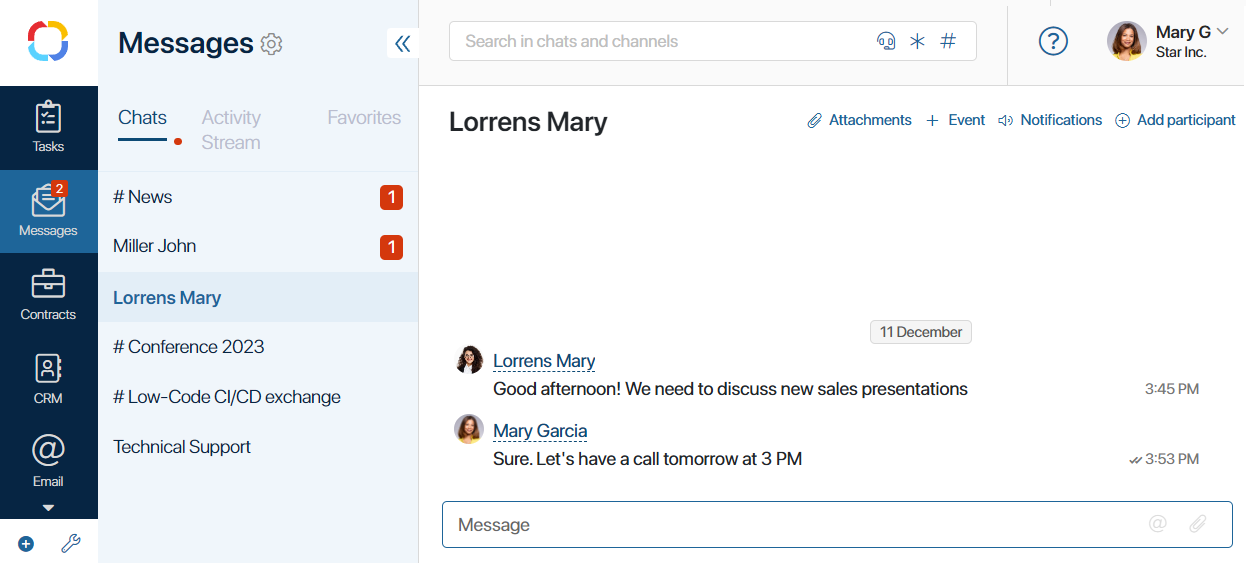 Messages
Search in chats and channels
Mary G
Star Inc.
Tasks
2
Messages
Contracts
CRM
@
Email
Chats
Activity
Stream
Favorites
# News
1
Miller John
1
Lorrens Mary
# Conference 2023
# Low-Code CI/CD exchange
Technical Support
Lorrens Mary
Attachments
+ Event
Notifications
Add participant
11 December
Lorrens Mary
Good afternoon! We need to discuss new sales presentations 3:45 PM
Mary Garcia
Sure. Let's have a call tomorrow at 3 PM 3:53 PM
Message